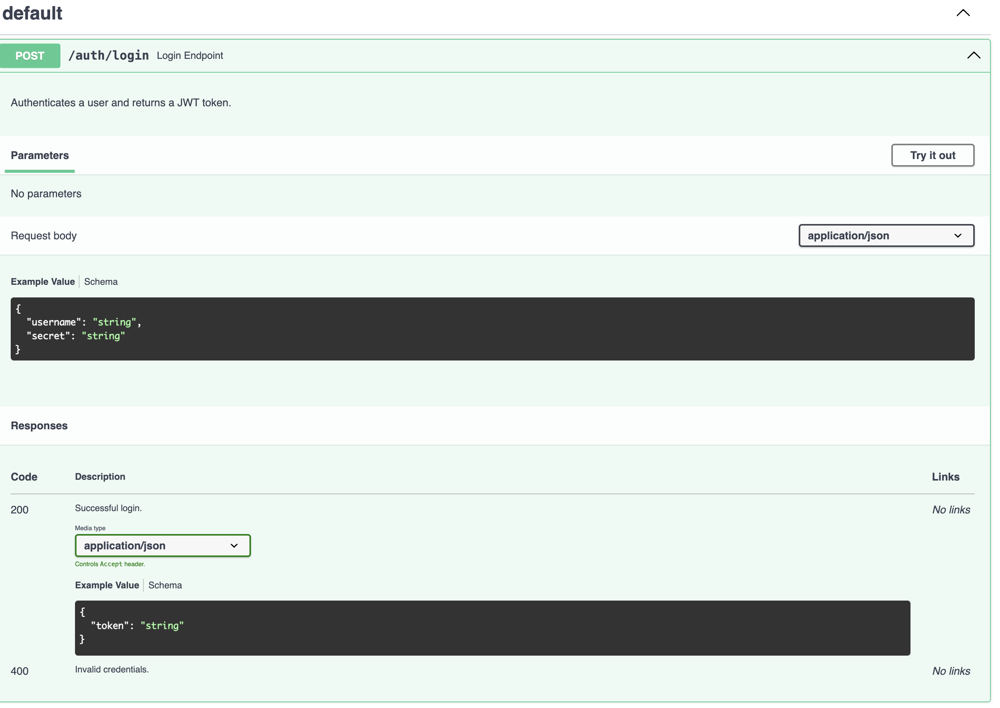 default
POST /auth/login Login Endpoint
Authenticates a user and returns a JWT token.
Parameters Try it out
No parameters
Request body application/json
Example Value Schema
{
  "username": "string",
  "secret": "string"
}
Responses
Code Description Links
200 Successful login. No links
Media type
application/json
Controls Accept header.
Example Value Schema
{
  "token": "string"
}
400 Invalid credentials. No links